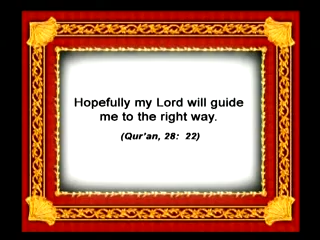 Hopefully my Lord will guide
me to the right way.
(Qur'an, 28: 22)